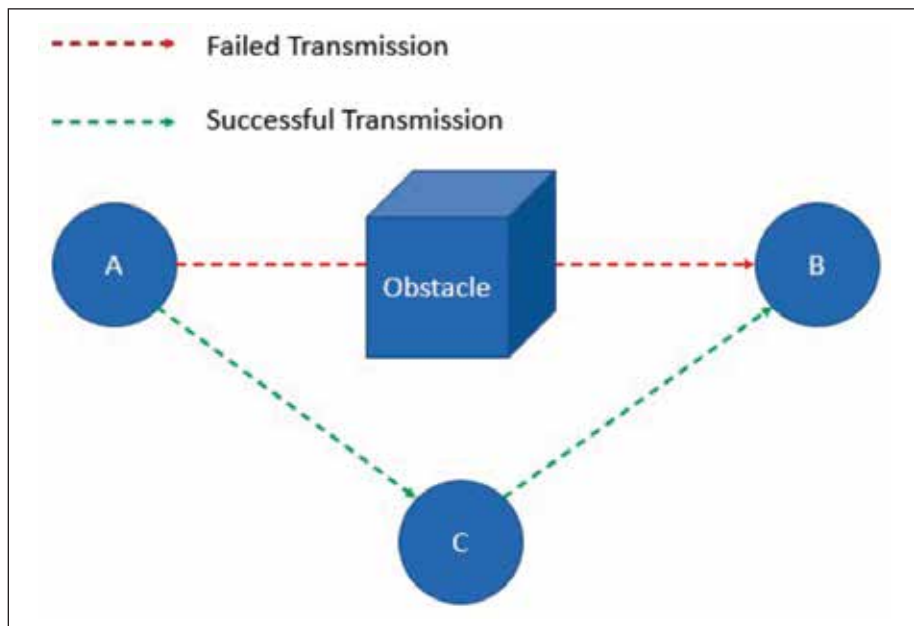 Failed Transmission
Successful Transmission
A
Obstacle
B
C